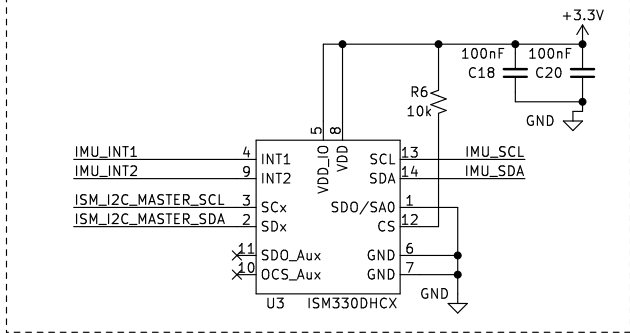 +3.3V
100nF 100nF
C18 C20
R6
10k
GND
5 8
VDD_IO VDD
IMU_INT1 4 INT1 SCL 13 IMU_SCL
IMU_INT2 9 INT2 SDA 14 IMU_SDA
ISM_I2C_MASTER_SCL 3 SCx SDO/SA0 1
ISM_I2C_MASTER_SDA 2 SDx CS 12
11 SDO_Aux GND 6
10 OCS_Aux GND 7
U3 ISM330DHCX GND